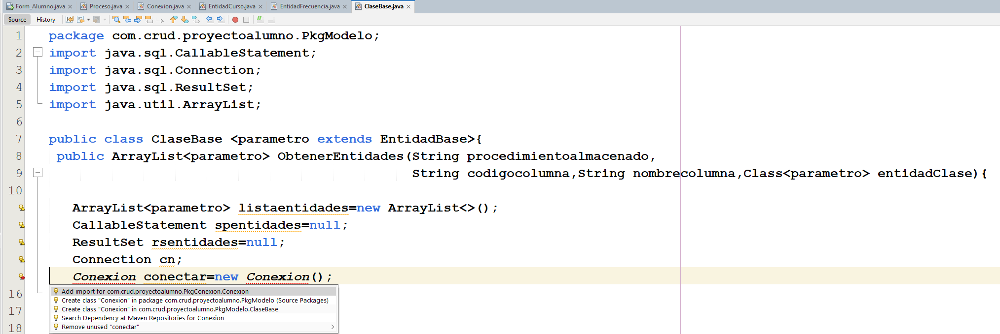 Form_Alumno.java Proceso.java Conexion.java EntidadCurso.java EntidadFrecuencia.java ClaseBase.java
Source History
1 package com.crud.proyectoalumno.PkgModelo;
2 import java.sql.CallableStatement;
3 import java.sql.Connection;
4 import java.sql.ResultSet;
5 import java.util.ArrayList;
6
7 public class ClaseBase <parametro extends EntidadBase>{
8 public ArrayList<parametro> ObtenerEntidades(String procedimientoalmacenado,
9 String codigocolumna,String nombrecolumna,Class<parametro> entidadClase){
10
ArrayList<parametro> listaentidades=new ArrayList<>();
CallableStatement spentidades=null;
ResultSet rsentidades=null;
Connection cn;
Conexion conectar=new Conexion();
Add import for com.crud.proyectoalumno.PkgConexion.Conexion
16 Create class "Conexion" in package com.crud.proyectoalumno.PkgModelo (Source Packages)
17 Create class "Conexion" in com.crud.proyectoalumno.PkgModelo.ClaseBase
Search Dependency at Maven Repositories for Conexion
18 Remove unused "conectar"